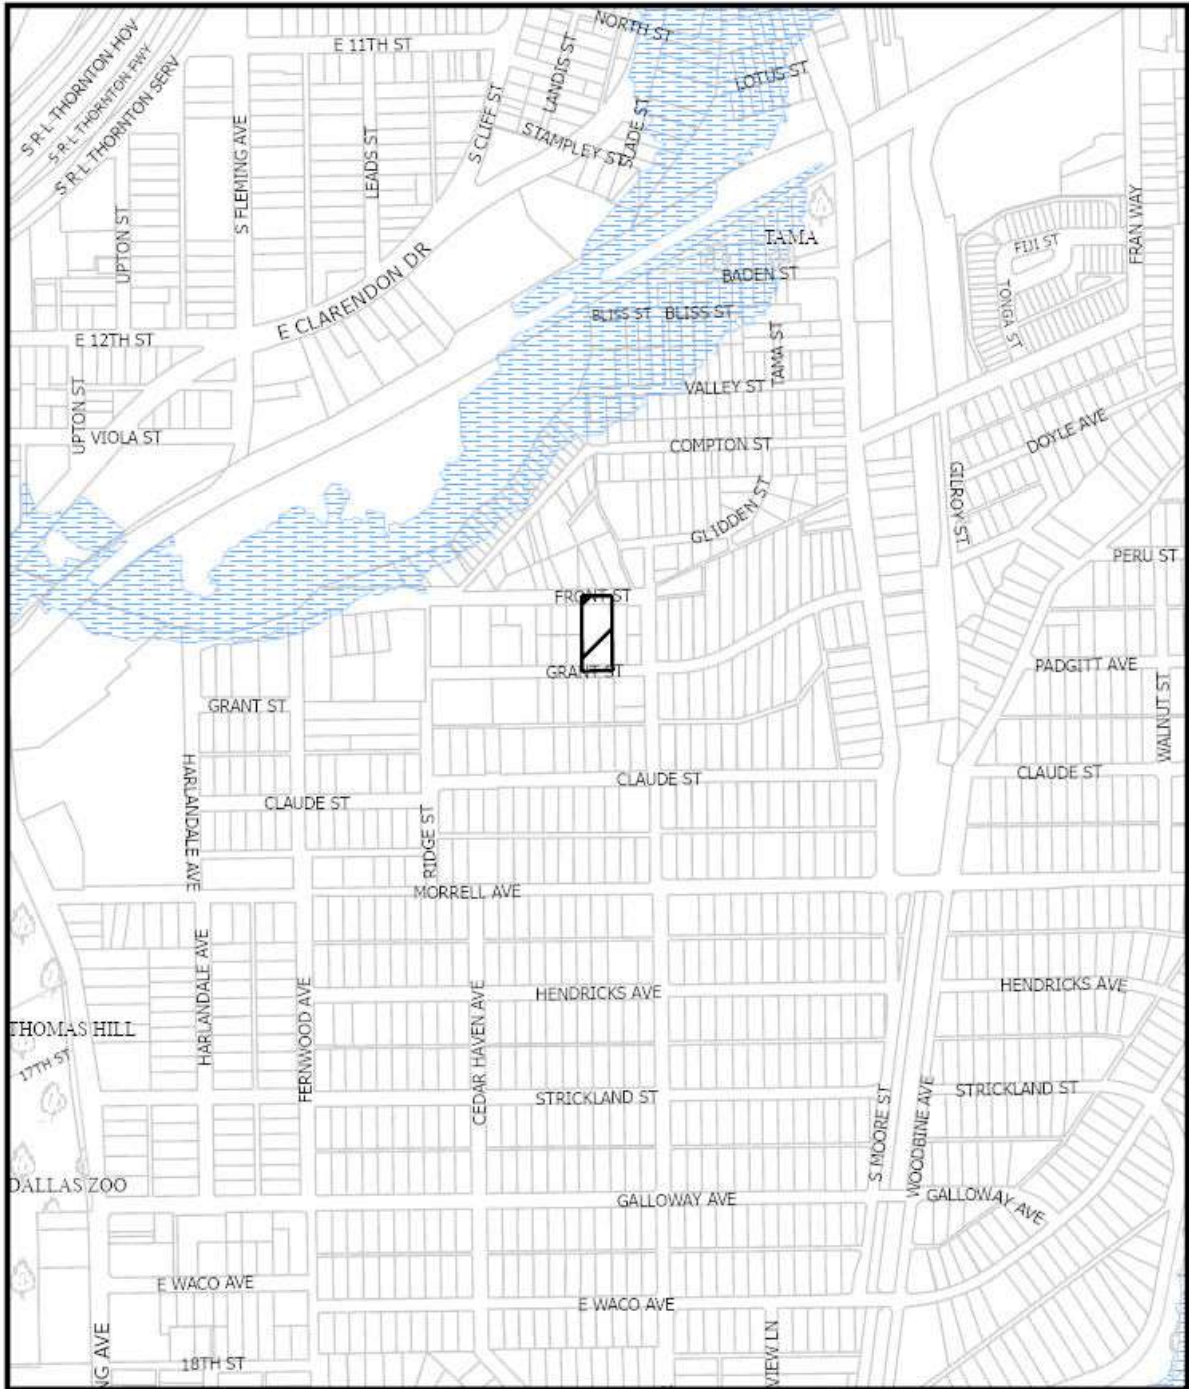 NORTH ST
E 11TH ST
S R L THORNTON HOV
S R L THORNTON FWY
S R L THORNTON SERV
LANDIS ST
LOTUS ST
S CLIFF ST
SLADE ST
STAMPLEY ST
S FLEMING AVE
LEADS ST
UPTON ST
FRAN WAY
TAMA
FIJI ST
BADEN ST
TONGA ST
E CLARENDON DR
BLISS ST
BLISS ST
E 12TH ST
TAMA ST
VALLEY ST
UPTON ST
VIOLA ST
COMPTON ST
DOYLE AVE
GLIDDEN ST
GILROY ST
PERU ST
FRONT ST
GRANT ST
PADGITT AVE
WALNUT ST
GRANT ST
CLAUDE ST
CLAUDE ST
CLAUDE ST
HARLANDALE AVE
RIDGE ST
MORRELL AVE
HARLANDALE AVE
FERNWOOD AVE
CEDAR HAVEN AVE
HENDRICKS AVE
HENDRICKS AVE
THOMAS HILL
17TH ST
STRICKLAND ST
STRICKLAND ST
S MOORE ST
WOODBINE AVE
DALLAS ZOO
GALLOWAY AVE
GALLOWAY AVE
E WACO AVE
E WACO AVE
NG AVE
18TH ST
VIEW LN